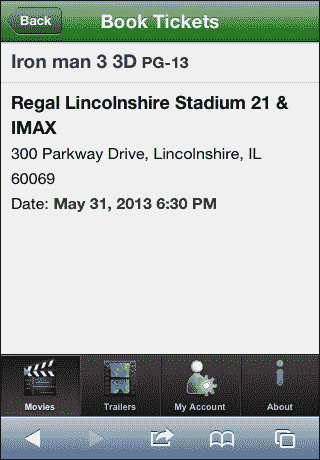 Back
Book Tickets
Iron man 3 3D PG-13
Regal Lincolnshire Stadium 21 &
IMAX
300 Parkway Drive, Lincolnshire, IL
60069
Date: May 31, 2013 6:30 PM
Movies
Trailers
My Account
About